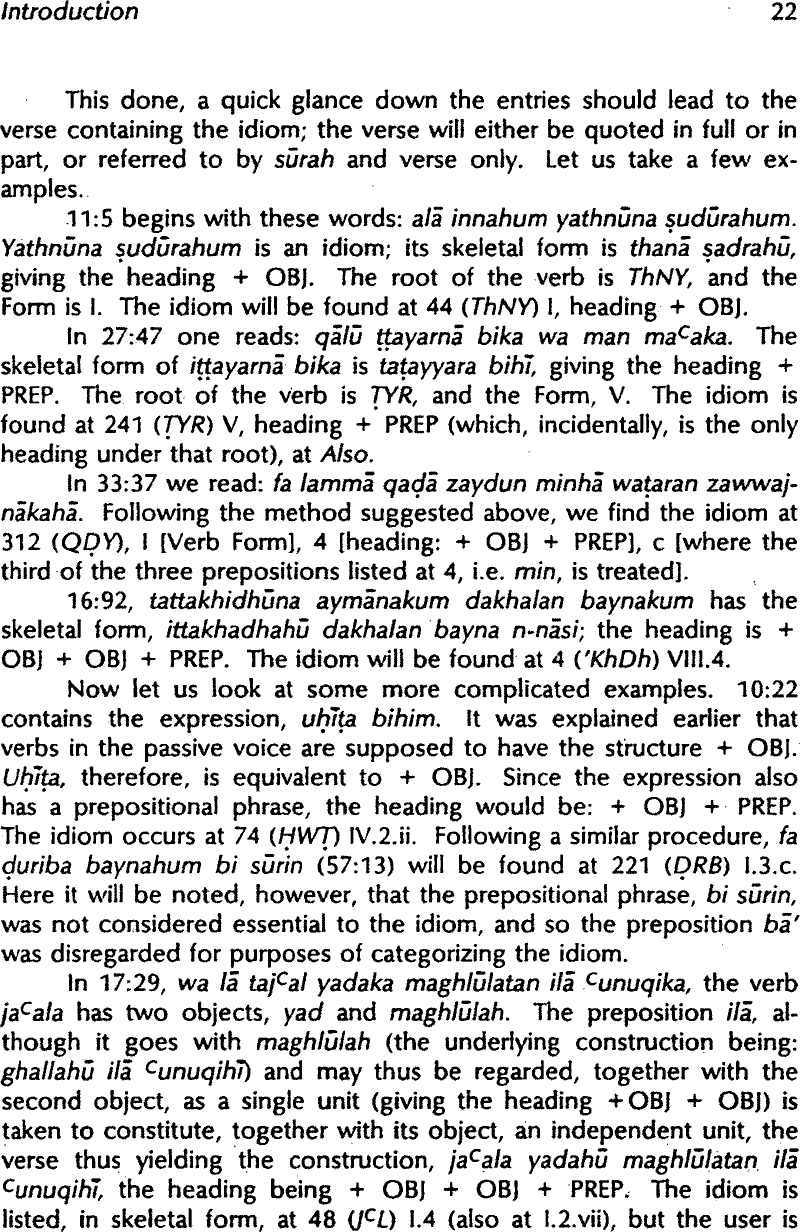 Introduction 22
This done, a quick glance down the entries should lead to the
verse containing the idiom; the verse will either be quoted in full or in
part, or referred to by sūrah and verse only. Let us take a few ex-
amples.
11:5 begins with these words: alā innahum yathnūna ṣudūrahum.
Yathnūna ṣudūrahum is an idiom; its skeletal form is thanā ṣadrahū,
giving the heading + OBJ. The root of the verb is ThNY, and the
Form is I. The idiom will be found at 44 (ThNY) I, heading + OBJ.
In 27:47 one reads: qālū ṭṭayarnā bika wa man maᶜaka. The
skeletal form of iṭṭayarnā bika is taṭayyara bihī, giving the heading +
PREP. The root of the verb is ṬYR, and the Form, V. The idiom is
found at 241 (ṬYR) V, heading + PREP (which, incidentally, is the only
heading under that root), at Also.
In 33:37 we read: fa lammā qaḍā zaydun minhā waṭaran zawwaj-
nākahā. Following the method suggested above, we find the idiom at
312 (QḌY), I [Verb Form], 4 [heading: + OBJ + PREP], c [where the
third of the three prepositions listed at 4, i.e. min, is treated].
16:92, tattakhidhūna aymānakum dakhalan baynakum has the
skeletal form, ittakhadhahū dakhalan bayna n-nāsi; the heading is +
OBJ + OBJ + PREP. The idiom will be found at 4 (’KhDh) VIII.4.
Now let us look at some more complicated examples. 10:22
contains the expression, uḥīṭa bihim. It was explained earlier that
verbs in the passive voice are supposed to have the structure + OBJ.
Uḥīṭa, therefore, is equivalent to + OBJ. Since the expression also
has a prepositional phrase, the heading would be: + OBJ + PREP.
The idiom occurs at 74 (ḤWṬ) IV.2.ii. Following a similar procedure, fa
ḍuriba baynahum bi sūrin (57:13) will be found at 221 (ḌRB) I.3.c.
Here it will be noted, however, that the prepositional phrase, bi sūrin,
was not considered essential to the idiom, and so the preposition bā’
was disregarded for purposes of categorizing the idiom.
In 17:29, wa lā tajᶜal yadaka maghlūlatan ilā ᶜunuqika, the verb
jaᶜala has two objects, yad and maghlūlah. The preposition ilā, al-
though it goes with maghlūlah (the underlying construction being:
ghallahū ilā ᶜunuqihī) and may thus be regarded, together with the
second object, as a single unit (giving the heading +OBJ + OBJ) is
taken to constitute, together with its object, an independent unit, the
verse thus yielding the construction, jaᶜala yadahū maghlūlatan ilā
ᶜunuqihī, the heading being + OBJ + OBJ + PREP. The idiom is
listed, in skeletal form, at 48 (JᶜL) I.4 (also at I.2.vii), but the user is